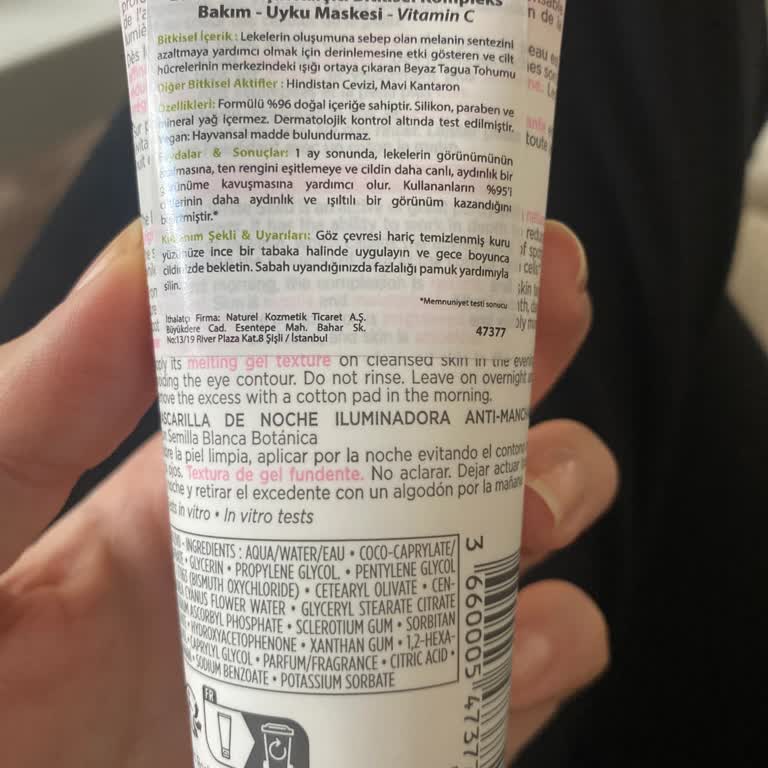 Bakım - Uyku Maskesi - Vitamin C
Bitkisel İçerik : Lekelerin oluşumuna sebep olan melanin sentezini
azaltmaya yardımcı olmak için derinlemesine etki gösteren ve cilt
hücrelerinin merkezindeki ışığı ortaya çıkaran Beyaz Tagua Tohumu
Diğer Bitkisel Aktifler : Hindistan Cevizi, Mavi Kantaron
Özellikleri: Formülü %96 doğal içeriğe sahiptir. Silikon, paraben ve
mineral yağ içermez. Dermatolojik kontrol altında test edilmiştir.
Vegan: Hayvansal madde bulundurmaz.
Faydalar & Sonuçlar: 1 ay sonunda, lekelerin görünümünün
azalmasına, ten rengini eşitlemeye ve cildin daha canlı, aydınlık bir
görünüme kavuşmasına yardımcı olur. Kullananların %95'i
ciltlerinin daha aydınlık ve ışıltılı bir görünüm kazandığını
belirtmiştir.*
Kullanım Şekli & Uyarıları: Göz çevresi hariç temizlenmiş kuru
yüzünüze ince bir tabaka halinde uygulayın ve gece boyunca
cildinizde bekletin. Sabah uyandığınızda fazlalığı pamuk yardımıyla
silin.
*Memnuniyet testi sonucu
İthalatçı Firma: Naturel Kozmetik Ticaret A.Ş.
Büyükdere Cad. Esentepe Mah. Bahar Sk.
No:13/19 River Plaza Kat.8 Şişli / İstanbul
47377
its melting gel texture on cleansed skin in the
the eye contour. Do not rinse. Leave on overnight
the excess with a cotton pad in the morning.
DE NOCHE ILUMINADORA
Semilla Blanca Botánica
la piel limpia, aplicar por la noche evitando el
Textura de gel fundente. No aclarar. Dejar actuar
y retirar el excedente con un algodón por la mañana
in vitro • In vitro tests
INGREDIENTS : AQUA/WATER/EAU • COCO-CAPRYLATE/
• GLYCERIN • PROPYLENE GLYCOL • PENTYLENE GLYCOL
(BISMUTH OXYCHLORIDE) • CETEARYL OLIVATE • CEN-
CYANUS FLOWER WATER • GLYCERYL STEARATE CITRATE
ASCORBYL PHOSPHATE • SCLEROTIUM GUM • SORBITAN
• HYDROXYACETOPHENONE • XANTHAN GUM • 1,2-HEXA-
• CAPRYLYL GLYCOL • PARFUM/FRAGRANCE • CITRIC ACID •
SODIUM BENZOATE • POTASSIUM SORBATE
3 660005
FR